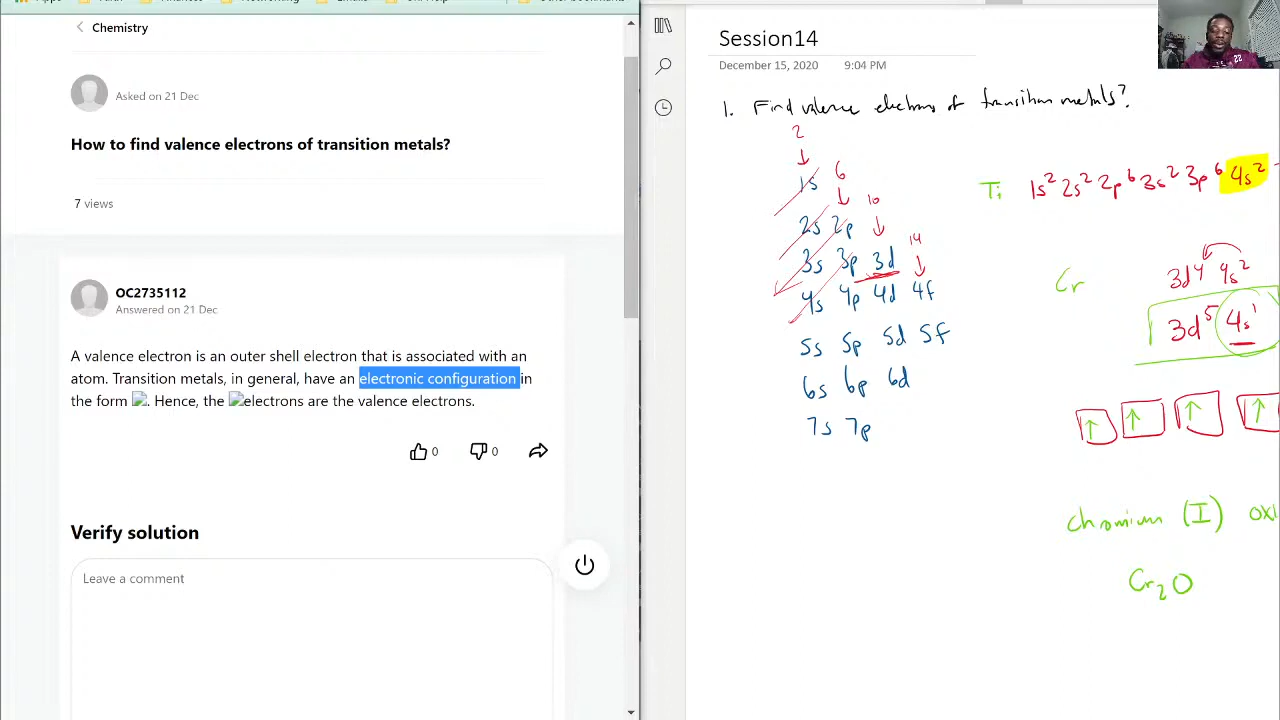 Chemistry
Asked on 21 Dec
How to find valence electrons of transition metals?
7 views
OC2735112
Answered on 21 Dec
A valence electron is an outer shell electron that is associated with an
atom. Transition metals, in general, have an electronic configuration in
the form . Hence, the electrons are the valence electrons.
0 0
Verify solution
Leave a comment
Session14
December 15, 2020 9:04 PM
1. Find valence electrons of transition metals?
2
1s
6
2s 2p
10
3s 3p 3d
14
4s 4p 4d 4f
5s 5p 5d 5f
6s 6p 6d
7s 7p
Ti 1s² 2s² 2p⁶ 3s² 3p⁶ 4s²
Cr 3d⁴ 4s²
3d⁵ 4s¹
↑ ↑ ↑ ↑
chromium (I) oxi
Cr₂O
22